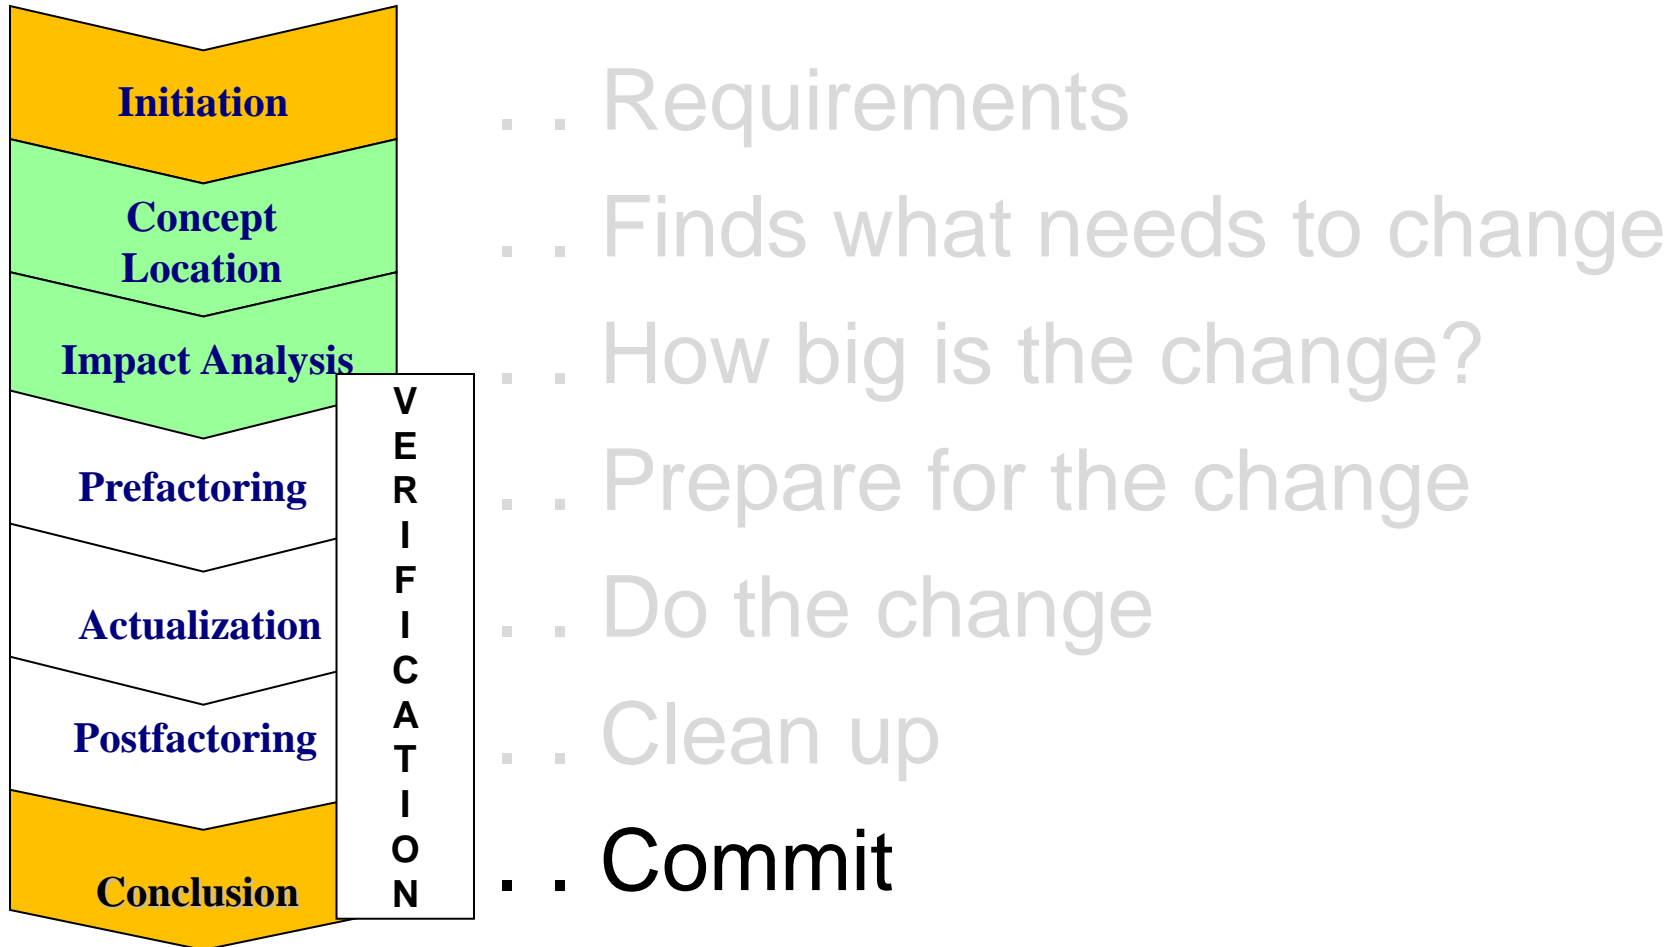 Initiation
. . Requirements
Concept
Location
. . Finds what needs to change
Impact Analysis
. . How big is the change?
Prefactoring
. . Prepare for the change
Actualization
. . Do the change
Postfactoring
. . Clean up
Conclusion
. . Commit
V
E
R
I
F
I
C
A
T
I
O
N